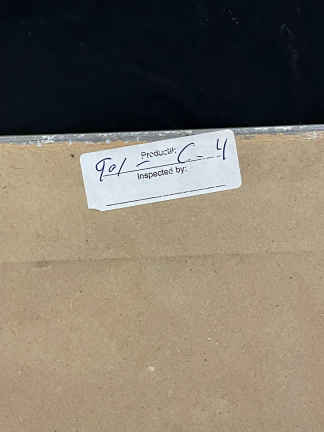 Product#:
901 - C - 4
Inspected by: